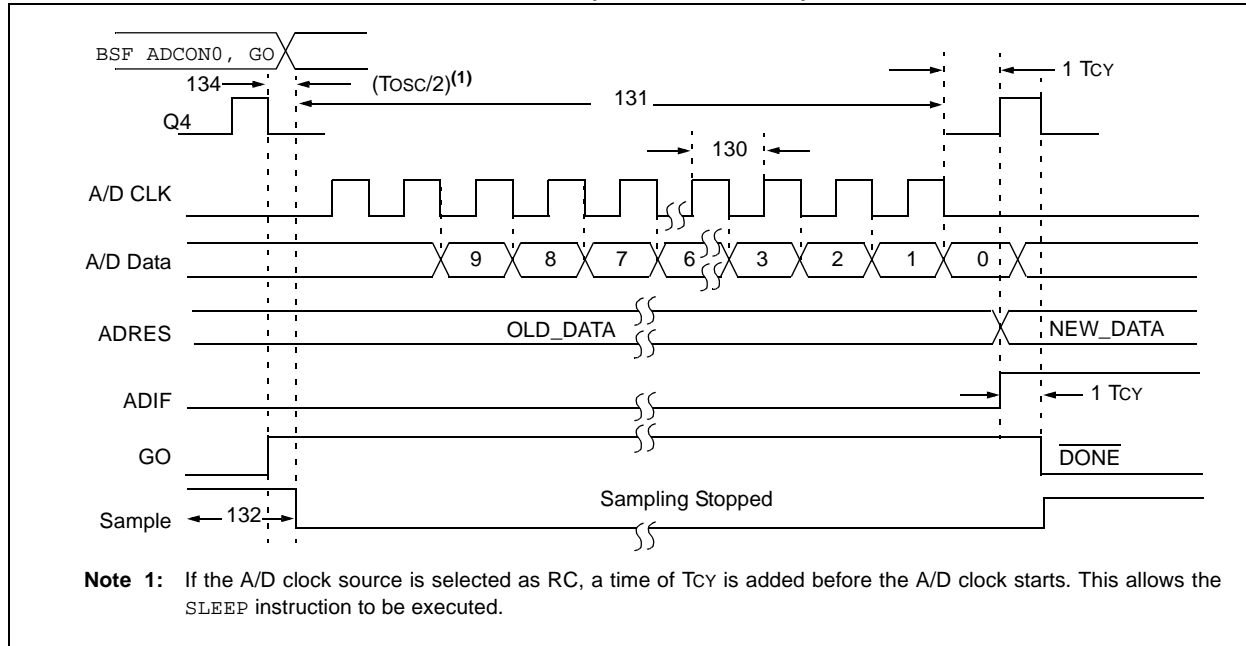 BSF ADCON0, GO
134 (TOSC/2)(1) 131 1 TCY
Q4
130
A/D CLK
A/D Data 9 8 7 6 3 2 1 0
ADRES OLD_DATA NEW_DATA
ADIF 1 TCY
GO DONE
Sampling Stopped
Sample 132
Note 1: If the A/D clock source is selected as RC, a time of TCY is added before the A/D clock starts. This allows the
SLEEP instruction to be executed.